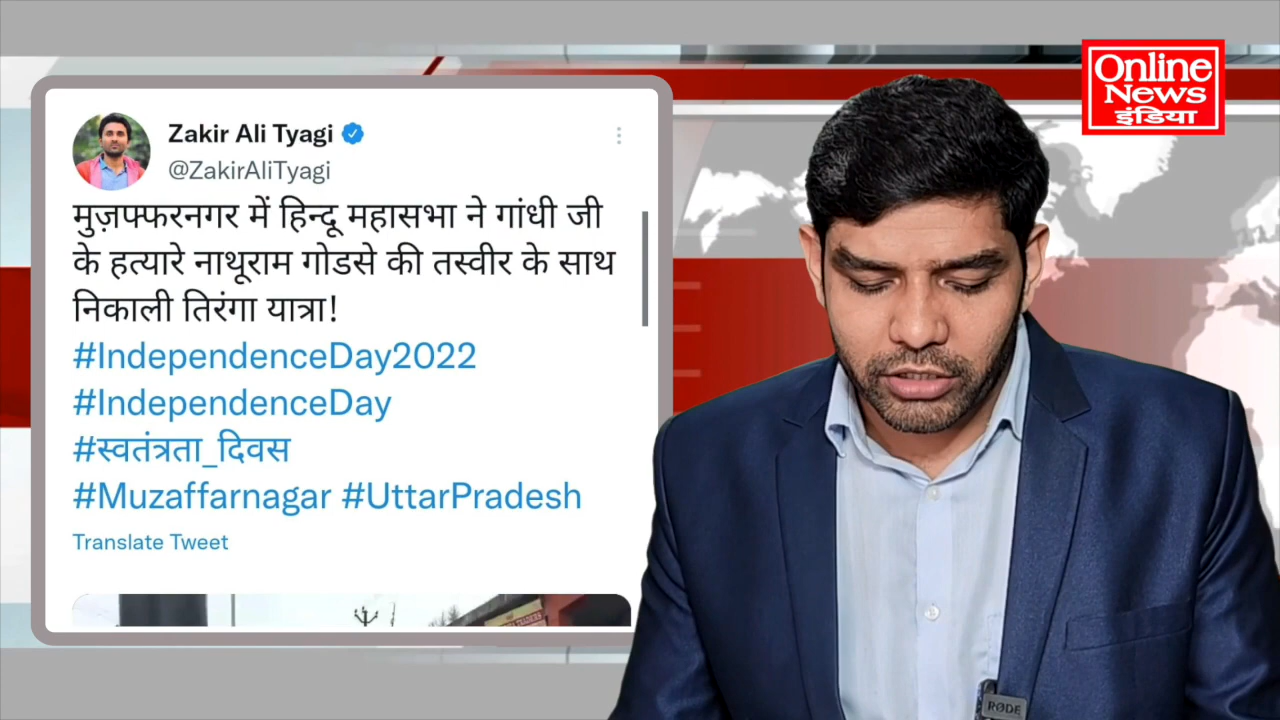 Zakir Ali Tyagi
@ZakirAliTyagi
मुज़फ्फरनगर में हिन्दू महासभा ने गांधी जी
के हत्यारे नाथूराम गोडसे की तस्वीर के साथ
निकाली तिरंगा यात्रा!
#IndependenceDay2022
#IndependenceDay
#स्वतंत्रता_दिवस
#Muzaffarnagar #UttarPradesh
Translate Tweet
Online
News
इंडिया
RØDE